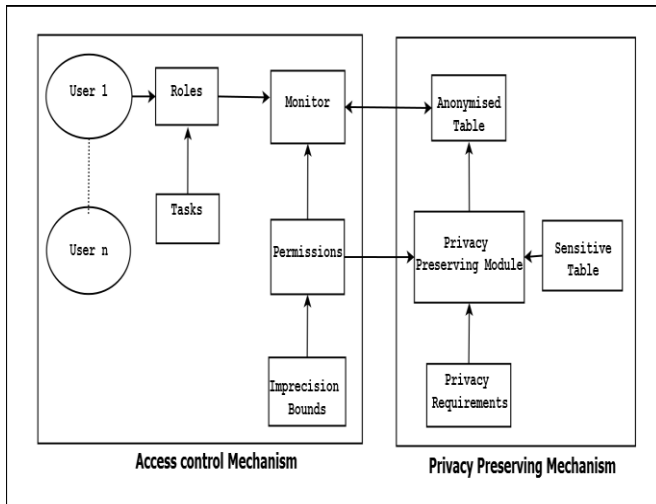 User 1
Roles
Monitor
Anonymised
Table
Tasks
User n
Permissions
Privacy
Preserving Module
Sensitive
Table
Imprecision
Bounds
Privacy
Requirements
Access control Mechanism
Privacy Preserving Mechanism